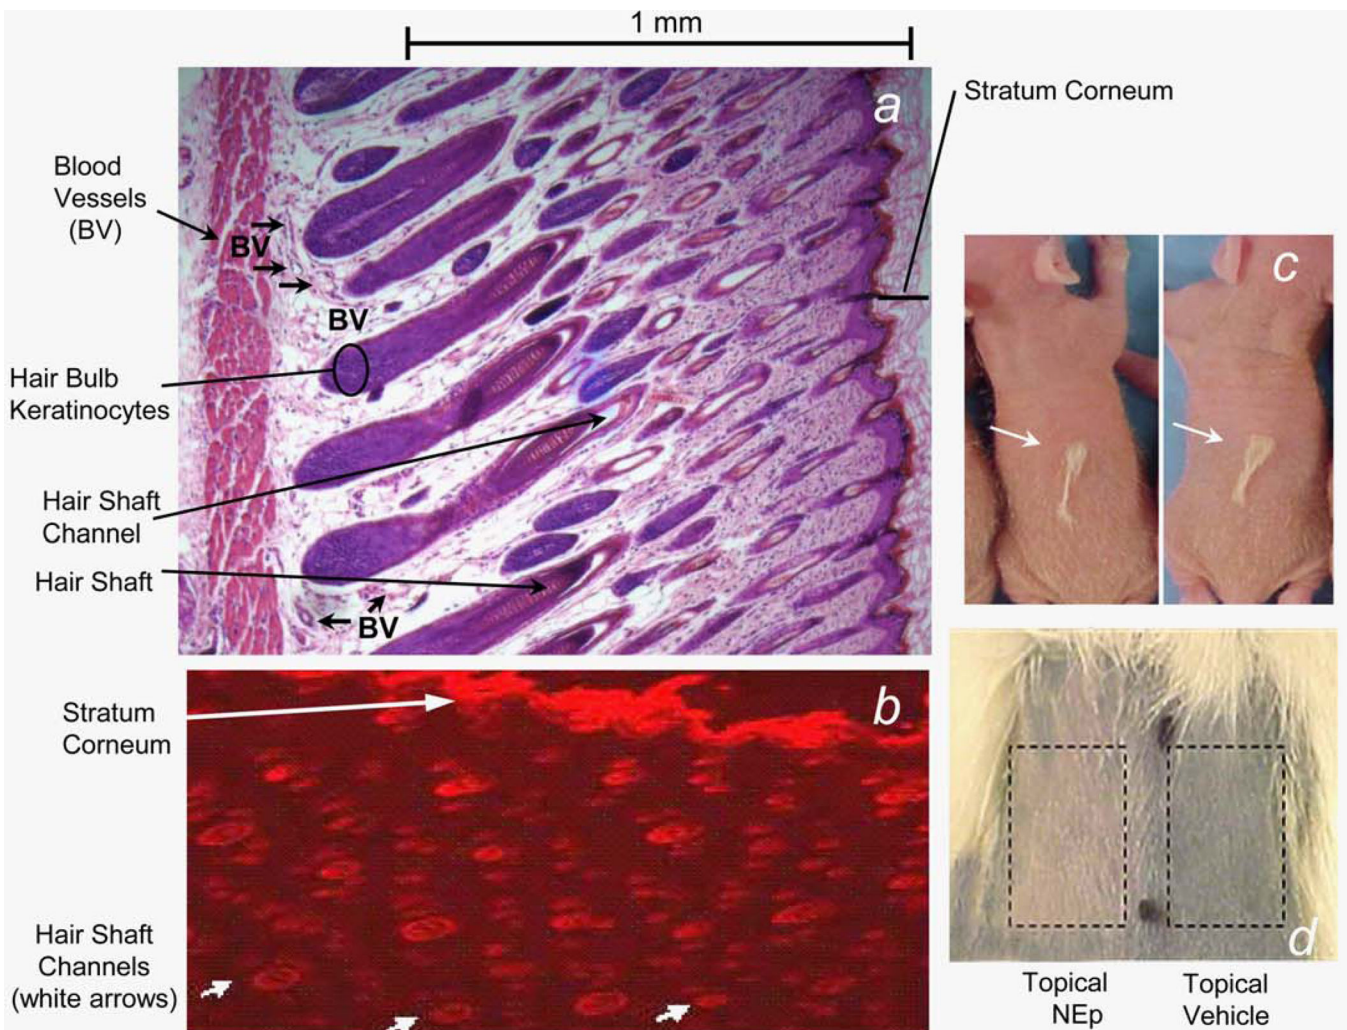 1 mm
a
Stratum Corneum
Blood
Vessels
(BV)
BV
BV
Hair Bulb
Keratinocytes
Hair Shaft
Channel
Hair Shaft
BV
c
Stratum
Corneum
b
Hair Shaft
Channels
(white arrows)
d
Topical
NEp
Topical
Vehicle